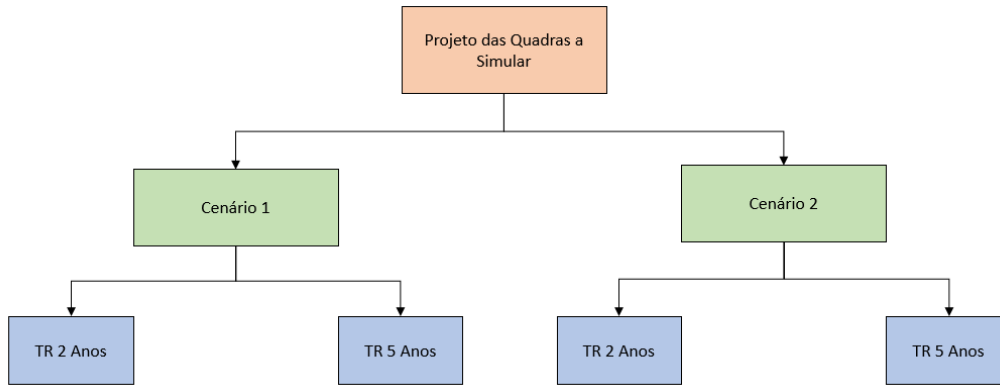 Projeto das Quadras a
Simular
Cenário 1
Cenário 2
TR 2 Anos
TR 5 Anos
TR 2 Anos
TR 5 Anos